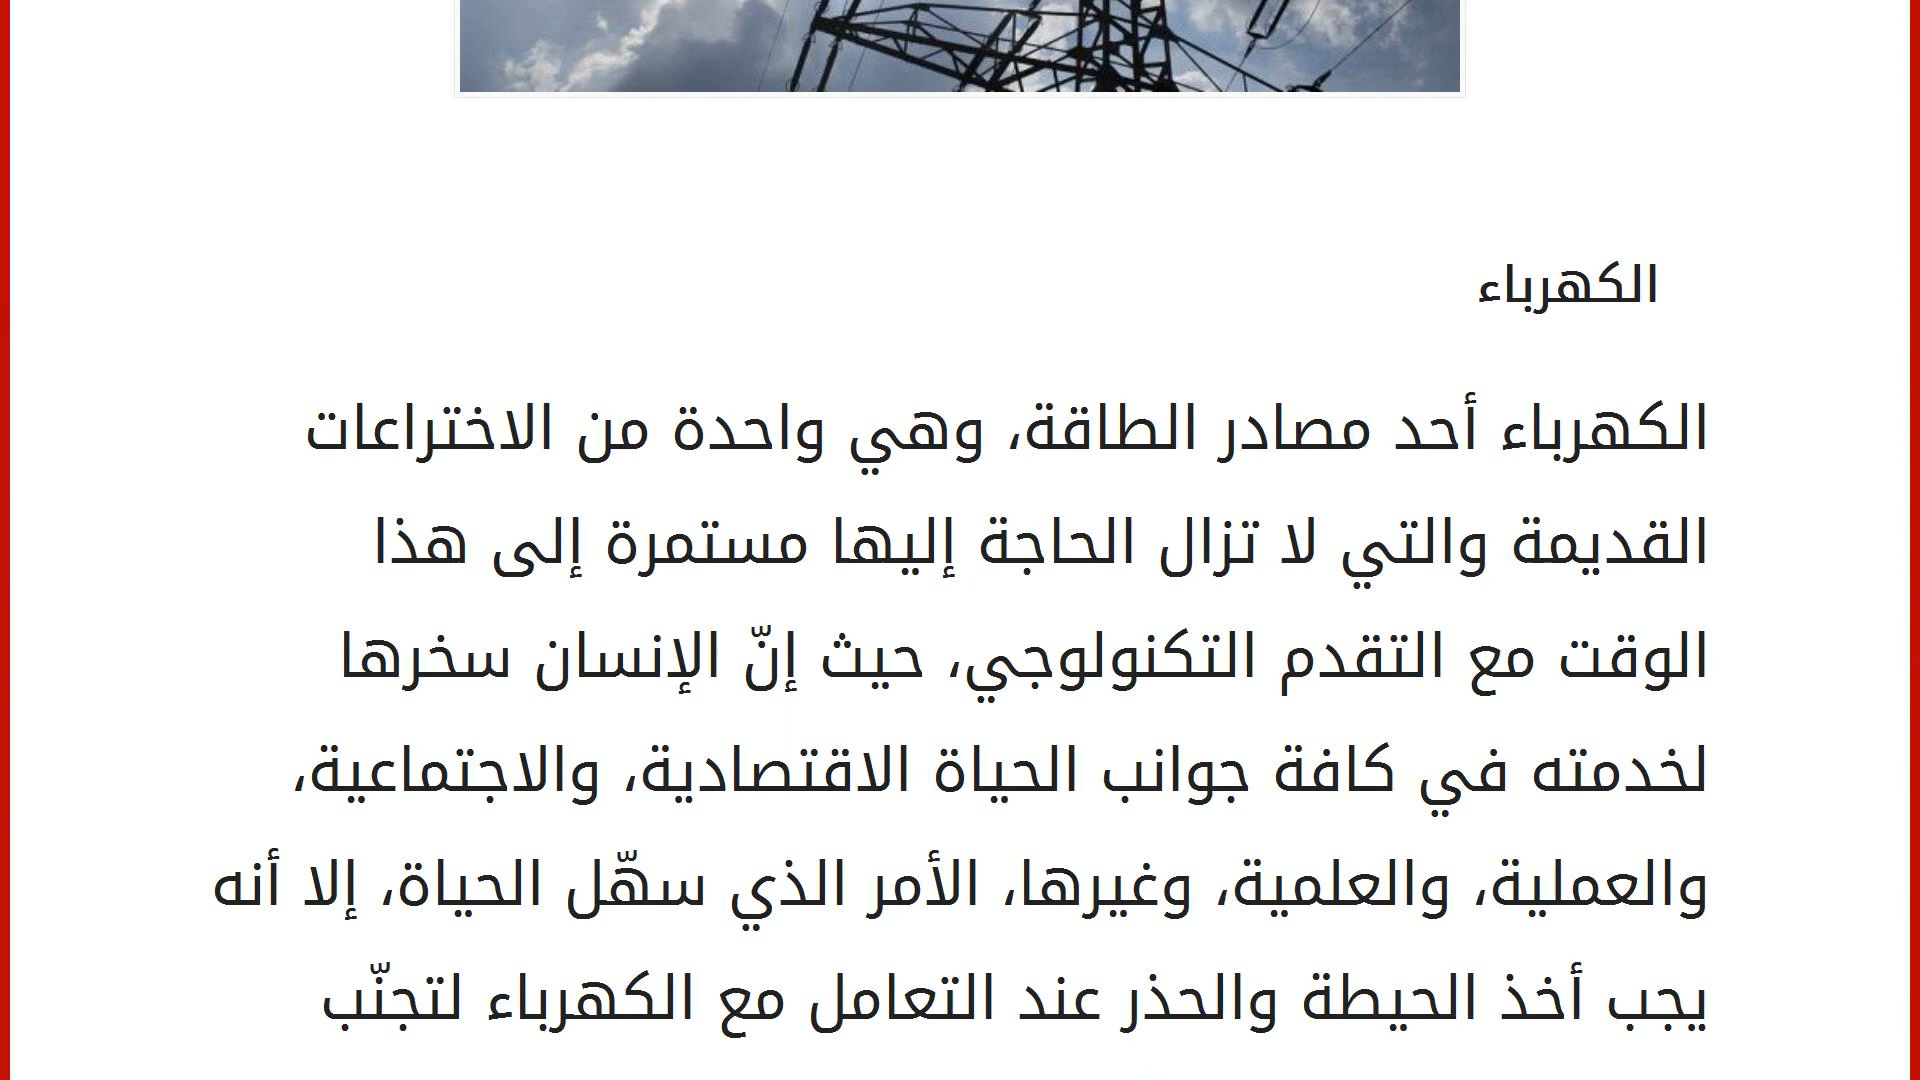 الكهرباء
الكهرباء أحد مصادر الطاقة، وهي واحدة من الاختراعات
القديمة والتي لا تزال الحاجة إليها مستمرة إلى هذا
الوقت مع التقدم التكنولوجي، حيث إنّ الإنسان سخرها
لخدمته في كافة جوانب الحياة الاقتصادية، والاجتماعية،
والعملية، والعلمية، وغيرها، الأمر الذي سهّل الحياة، إلا أنه
يجب أخذ الحيطة والحذر عند التعامل مع الكهرباء لتجنّب